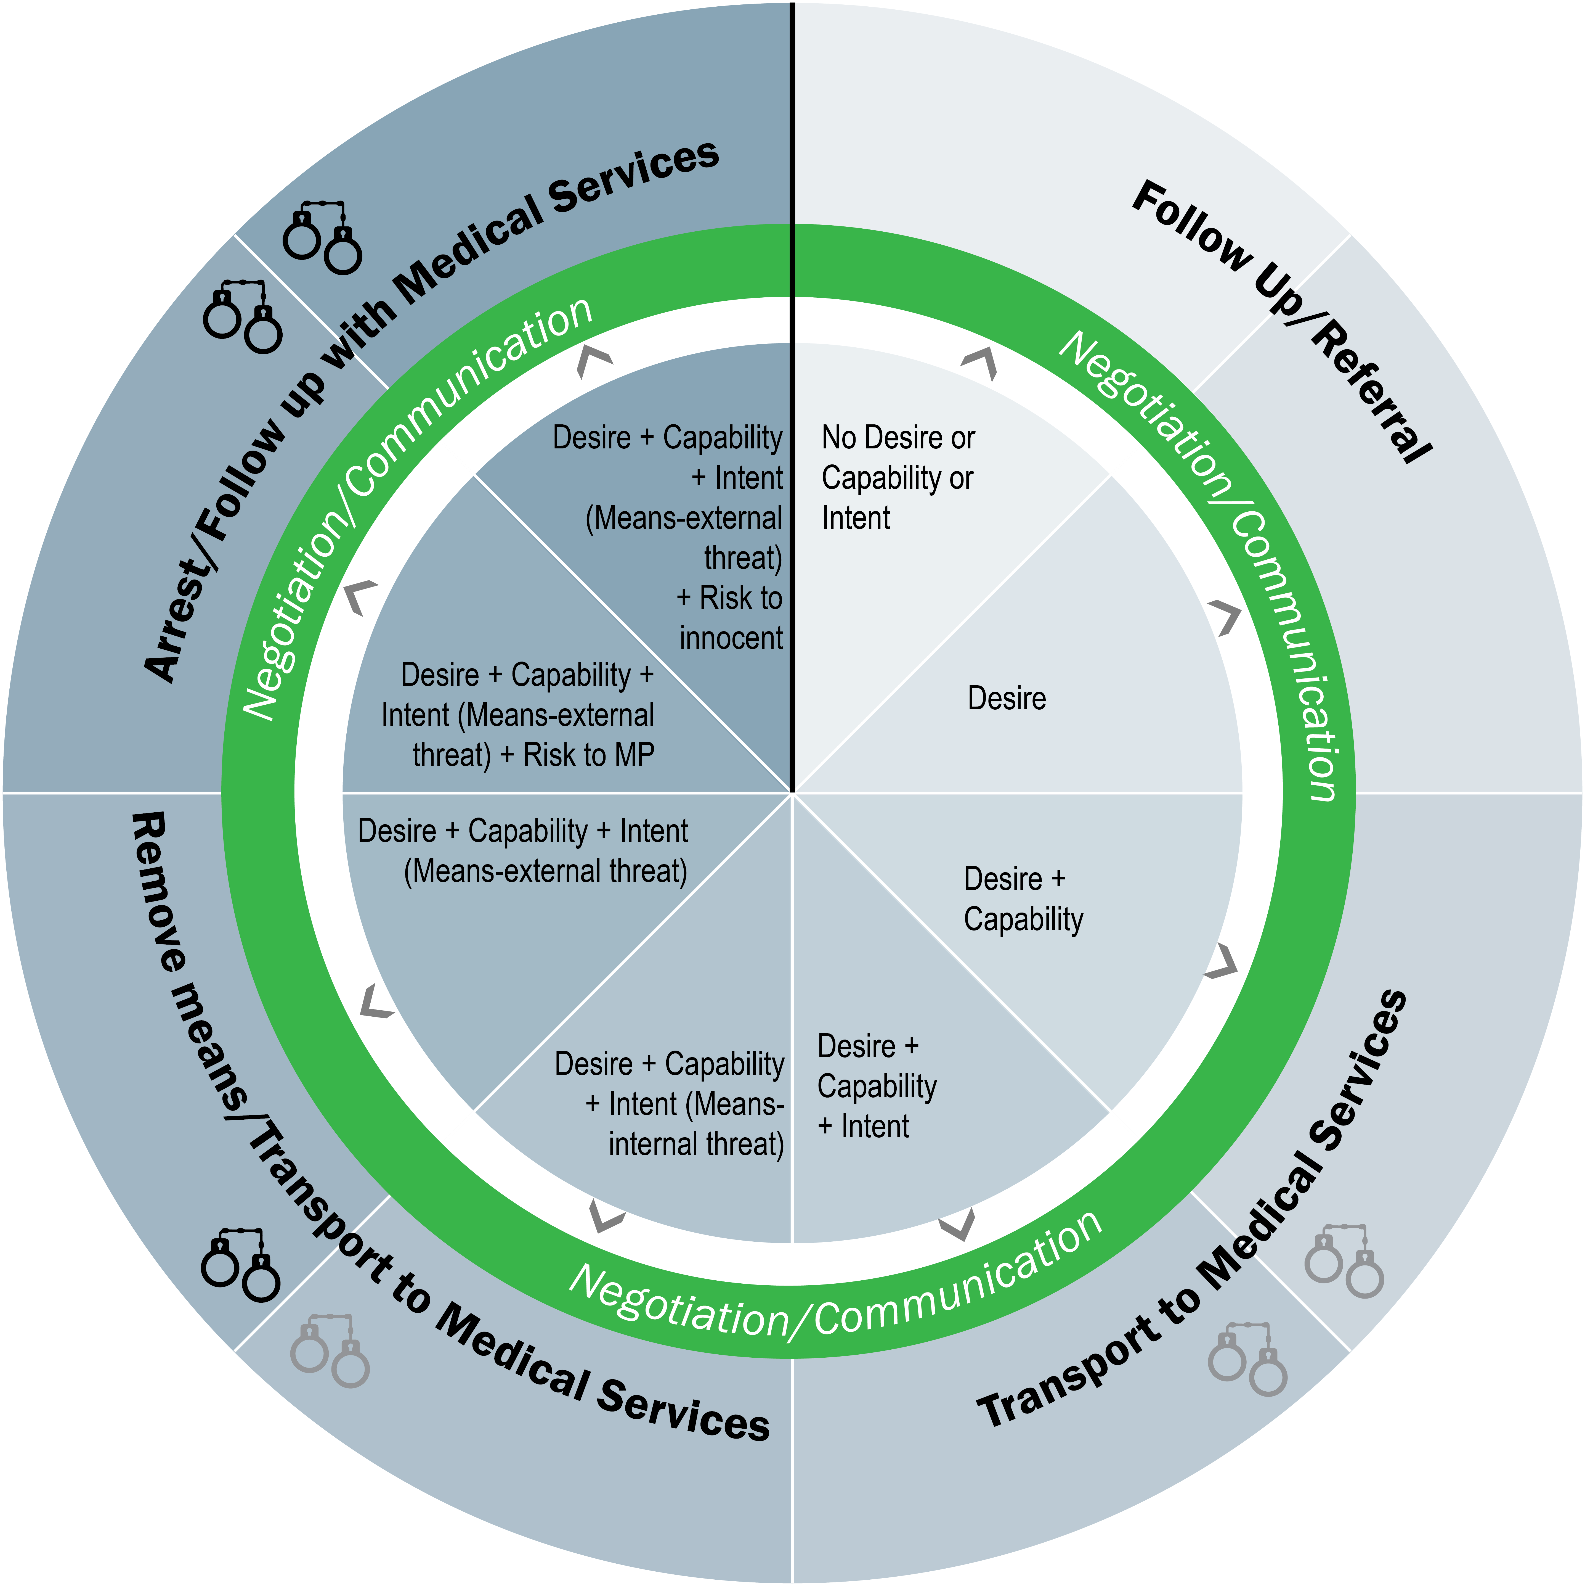 Follow Up/Referral
Negotiation/Communication
No Desire or
Capability or
Intent
Desire
Desire +
Capability
Desire +
Capability
+ Intent
Transport to Medical Services
Negotiation/Communication
Desire + Capability
+ Intent (Means-
internal threat)
Desire + Capability + Intent
(Means-external threat)
Remove means/Transport to Medical Services
Desire + Capability +
Intent (Means-external
threat) + Risk to MP
Desire + Capability
+ Intent
(Means-external
threat)
+ Risk to
innocent
Negotiation/Communication
Arrest/Follow up with Medical Services